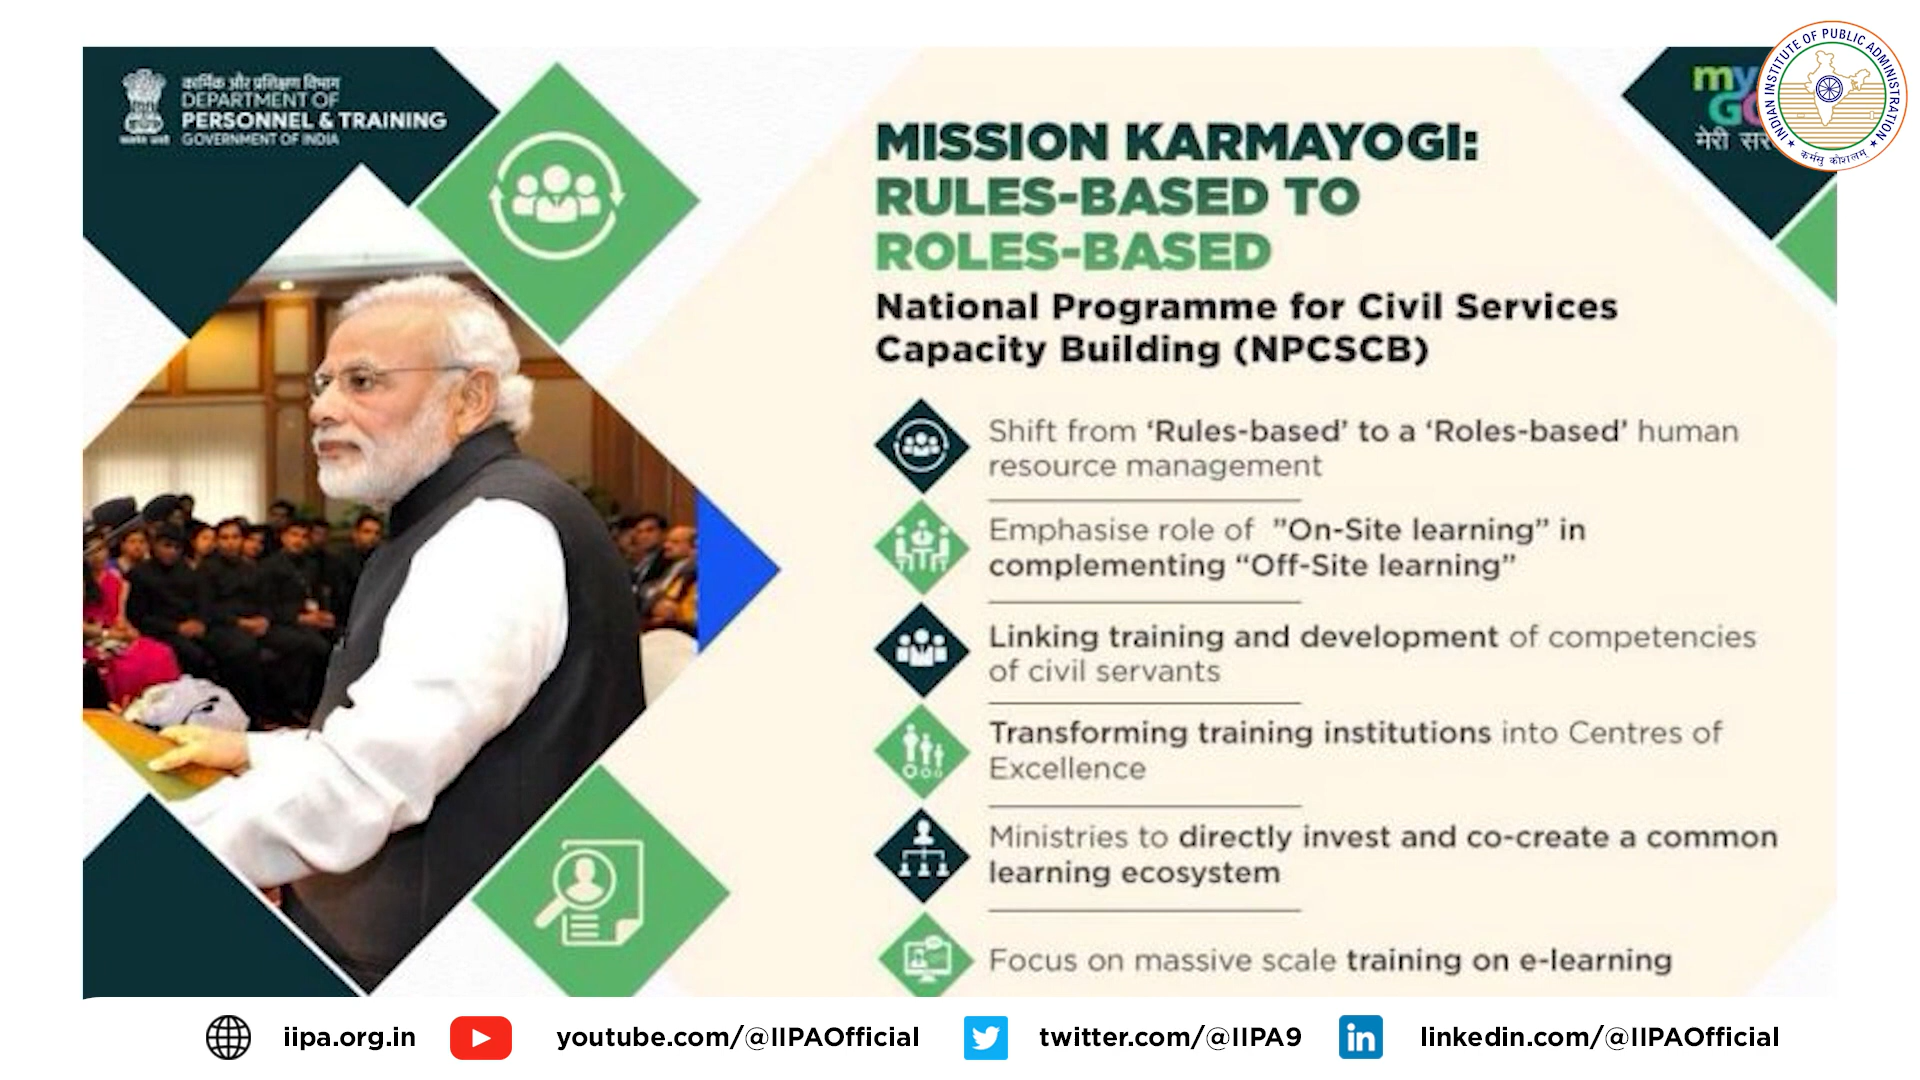 कार्मिक और प्रशिक्षण विभाग
DEPARTMENT OF
PERSONNEL & TRAINING
GOVERNMENT OF INDIA
my
GO
मेरी सर
INDIAN INSTITUTE OF PUBLIC ADMINISTRATION
MISSION KARMAYOGI:
RULES-BASED TO
ROLES-BASED
National Programme for Civil Services
Capacity Building (NPCSCB)
Shift from ‘Rules-based’ to a ‘Roles-based’ human
resource management
Emphasise role of ”On-Site learning” in
complementing “Off-Site learning”
Linking training and development of competencies
of civil servants
Transforming training institutions into Centres of
Excellence
Ministries to directly invest and co-create a common
learning ecosystem
Focus on massive scale training on e-learning
iipa.org.in
youtube.com/@IIPAOfficial
twitter.com/@IIPA9
in
linkedin.com/@IIPAOfficial